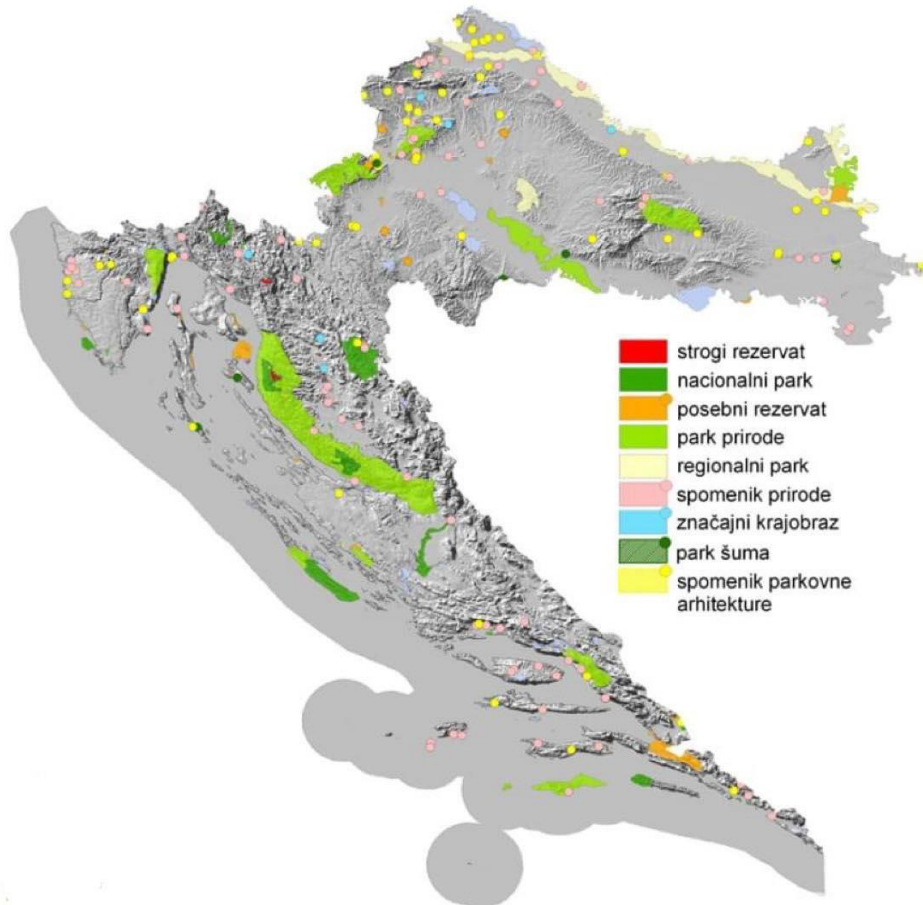 strogi rezervat
nacionalni park
posebni rezervat
park prirode
regionalni park
spomenik prirode
značajni krajobraz
park šuma
spomenik parkovne
arhitekture